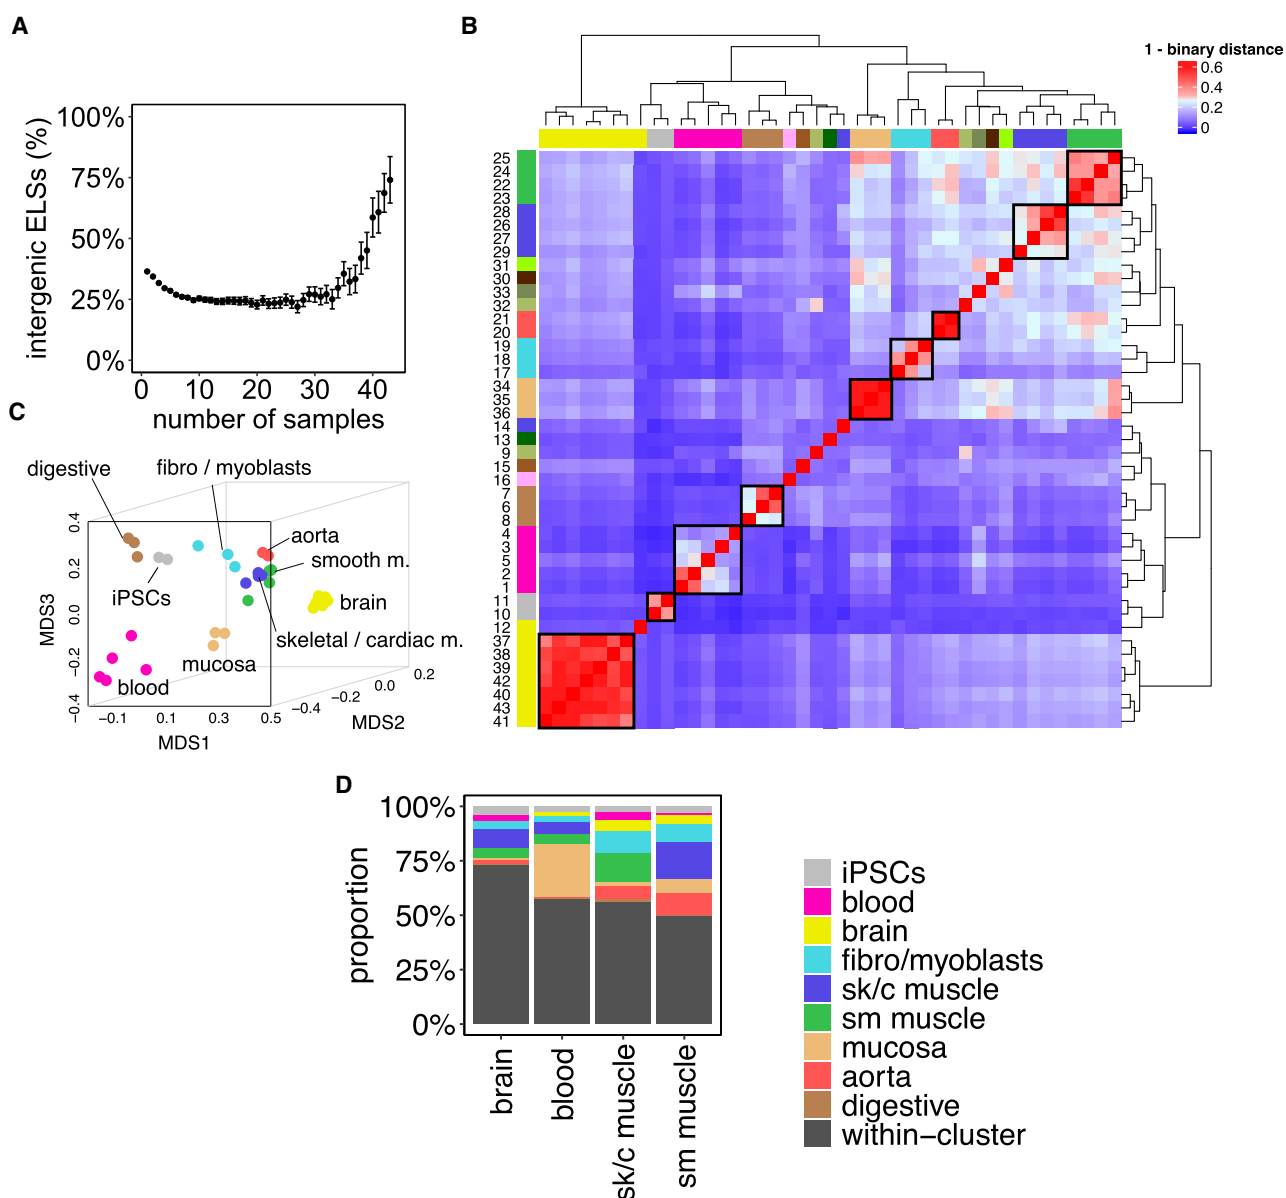 A
100%
75%
50%
25%
0%
intergenic ELSs (%)
0 10 20 30 40
number of samples
B
1 - binary distance
0.6
0.4
0.2
0
25
24
22
23
28
26
27
29
31
30
33
32
21
20
19
18
17
34
35
36
14
13
9
15
16
7
6
8
4
3
5
2
1
11
10
12
37
38
39
42
40
43
41
C
digestive
fibro / myoblasts
aorta
smooth m.
iPSCs
brain
skeletal / cardiac m.
mucosa
blood
0.4
0.2
0.0
−0.2
−0.4
MDS3
−0.1 0.1 0.3 0.5
MDS1
−0.4 −0.2 0.0 0.2
MDS2
D
100%
75%
50%
25%
0%
proportion
brain
blood
sk/c muscle
sm muscle
iPSCs
blood
brain
fibro/myoblasts
sk/c muscle
sm muscle
mucosa
aorta
digestive
within−cluster